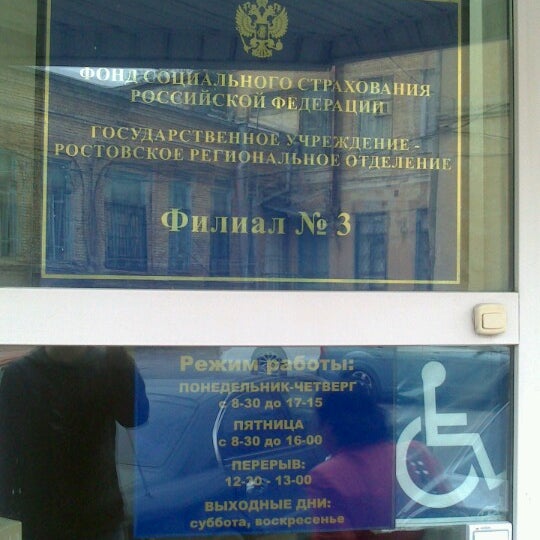 ФОНД СОЦИАЛЬНОГО СТРАХОВАНИЯ
РОССИЙСКОЙ ФЕДЕРАЦИИ
ГОСУДАРСТВЕННОЕ УЧРЕЖДЕНИЕ -
РОСТОВСКОЕ РЕГИОНАЛЬНОЕ ОТДЕЛЕНИЕ
Филиал № 3
Режим работы:
ПОНЕДЕЛЬНИК-ЧЕТВЕРГ
с 8-30 до 17-15
ПЯТНИЦА
с 8-30 до 16-00
ПЕРЕРЫВ:
12-30 - 13-00
ВЫХОДНЫЕ ДНИ:
суббота, воскресенье